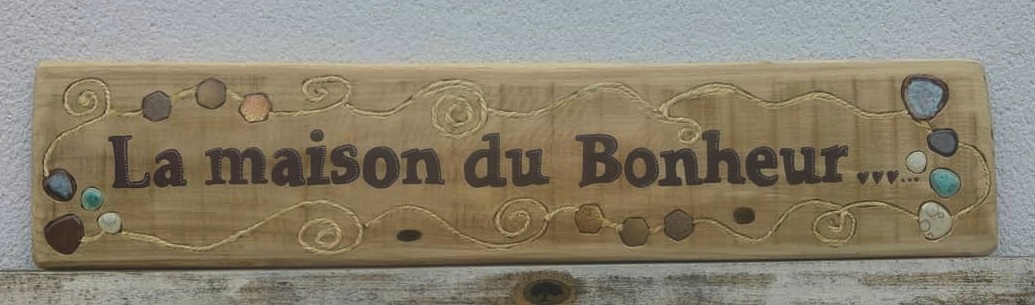 La maison du Bonheur...♥♥♥...